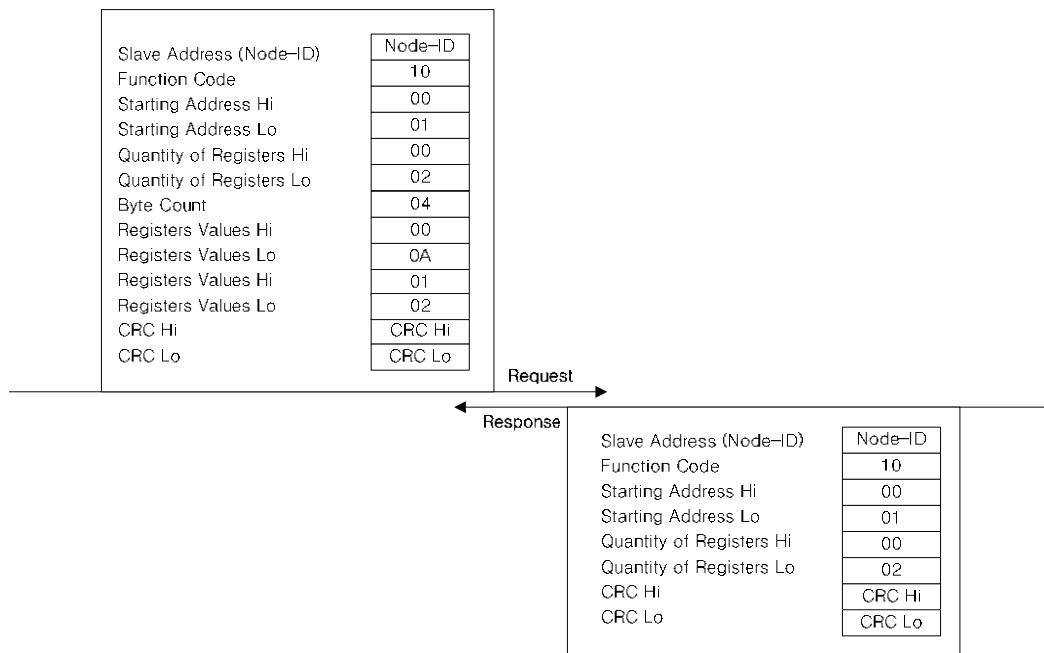 Slave Address (Node-ID) Node-ID
Function Code 10
Starting Address Hi 00
Starting Address Lo 01
Quantity of Registers Hi 00
Quantity of Registers Lo 02
Byte Count 04
Registers Values Hi 00
Registers Values Lo 0A
Registers Values Hi 01
Registers Values Lo 02
CRC Hi CRC Hi
CRC Lo CRC Lo
Request
Response
Slave Address (Node-ID) Node-ID
Function Code 10
Starting Address Hi 00
Starting Address Lo 01
Quantity of Registers Hi 00
Quantity of Registers Lo 02
CRC Hi CRC Hi
CRC Lo CRC Lo